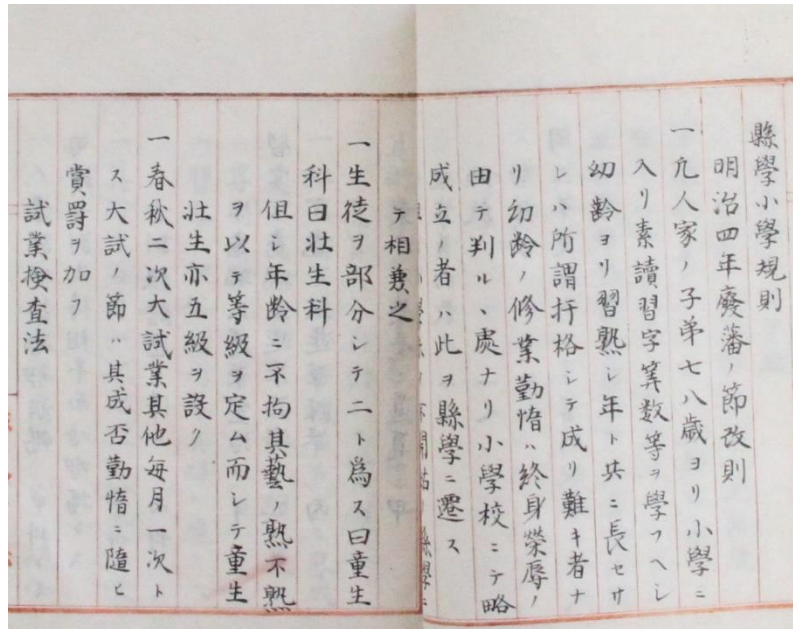 縣學小學規則
明治四年廢藩ノ節改則
一凢人家ノ子弟七八歳ヨリ小學ニ
入リ素讀習字筭数等ヲ學フヘシ
幼齢ヨリ習熟シ年ト共ニ長セサ
レハ所謂扞格シテ成リ難キ者ナ
リ幼齢ノ修業勤惰ハ終身榮辱ノ
由テ判ルヽ處ナリ小學校ニテ略
成立ノ者ハ此ヲ縣學ニ遷ス
テ相兼之
一生徒ヲ部分シテ二ト為ス曰童生
科曰壮生科
但シ年齢ニ不拘其藝ノ熟不熟
ヲ以テ等級ヲ定ム而シテ童生
壮生亦五級ヲ設ク
一春秋二次大試業其他毎月一次ト
ス大試ノ節ハ其成否勤惰ニ隨ヒ
賞罸ヲ加フ
試業検査法